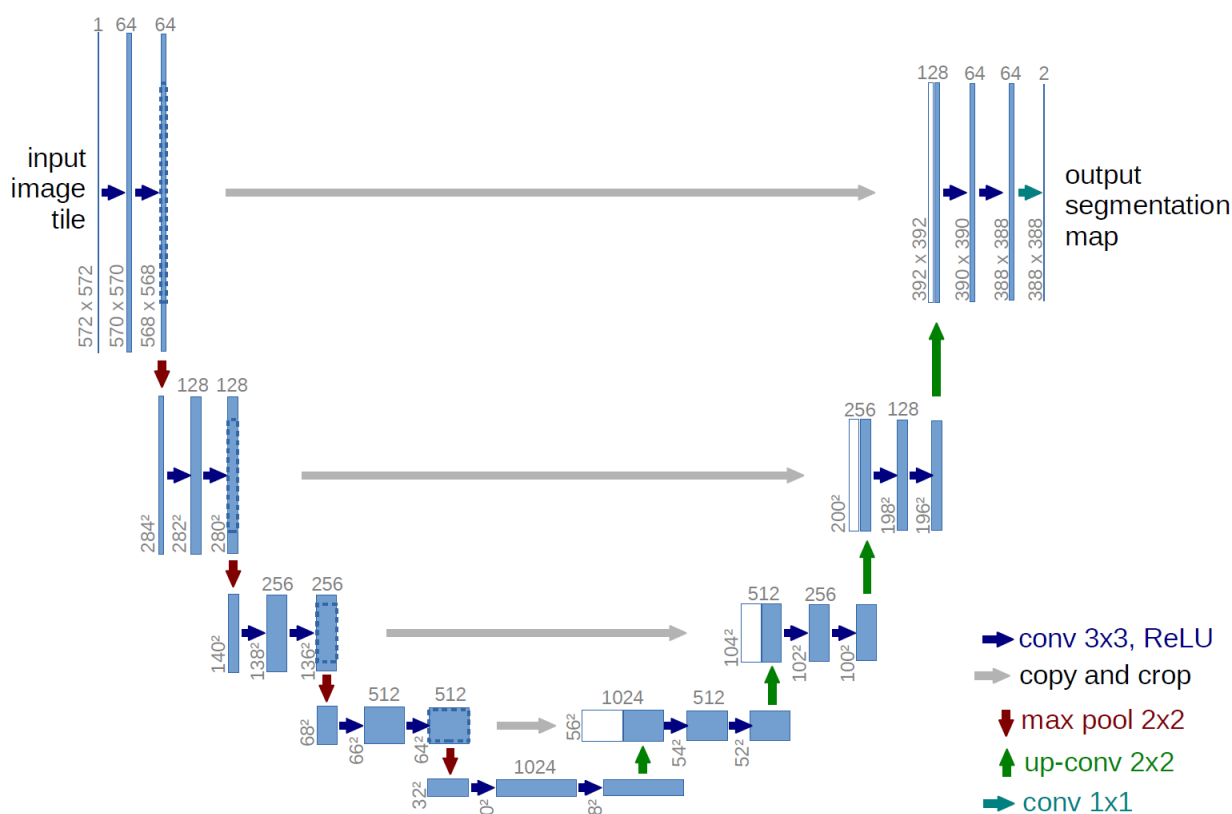 1 64 64
input
image
tile
572 x 572
570 x 570
568 x 568
128 64 64 2
output
segmentation
map
392 x 392
390 x 390
388 x 388
388 x 388
128 128
284²
282²
280²
256 128
200²
198²
196²
256 256
140²
138²
136²
512 256
104²
102²
100²
512 512
68²
66²
64²
1024 512
56²
54²
52²
1024
32²
conv 3x3, ReLU
copy and crop
max pool 2x2
up-conv 2x2
conv 1x1